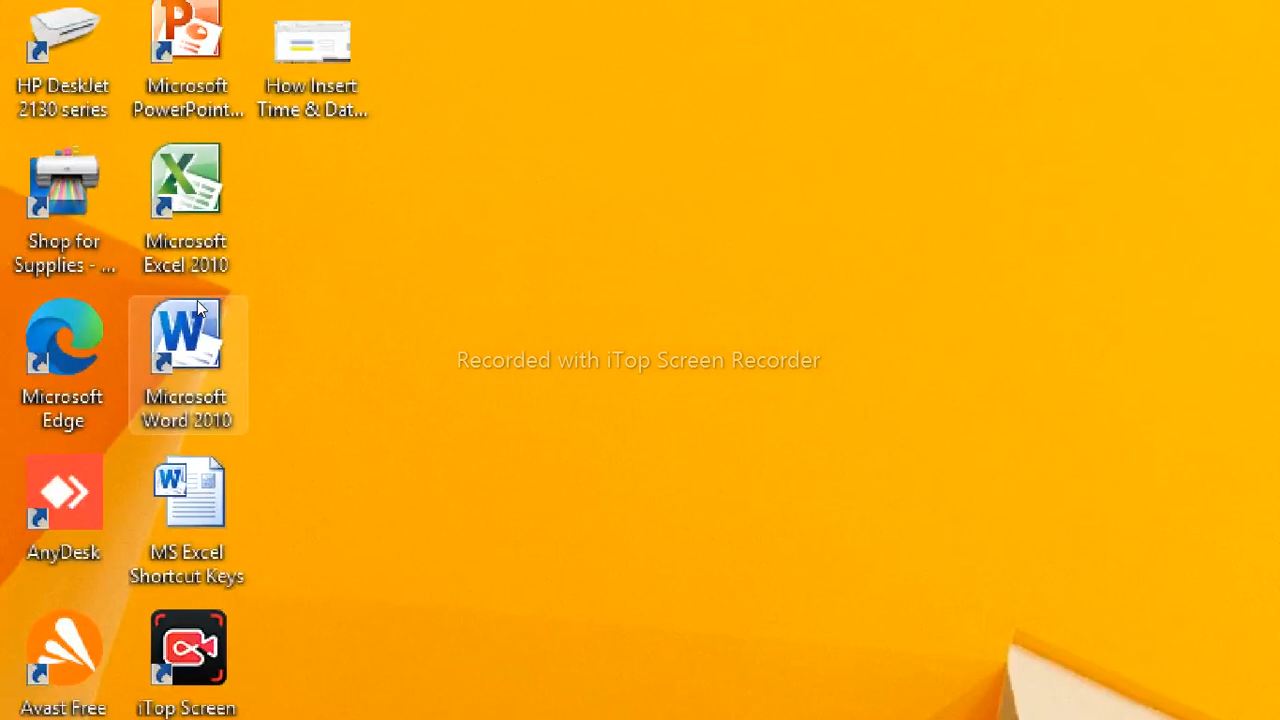 HP DeskJet
2130 series
Microsoft
PowerPoint...
How Insert
Time & Dat...
Shop for
Supplies - ...
Microsoft
Excel 2010
Microsoft
Edge
Microsoft
Word 2010
Recorded with iTop Screen Recorder
AnyDesk
MS Excel
Shortcut Keys
Avast Free
iTop Screen